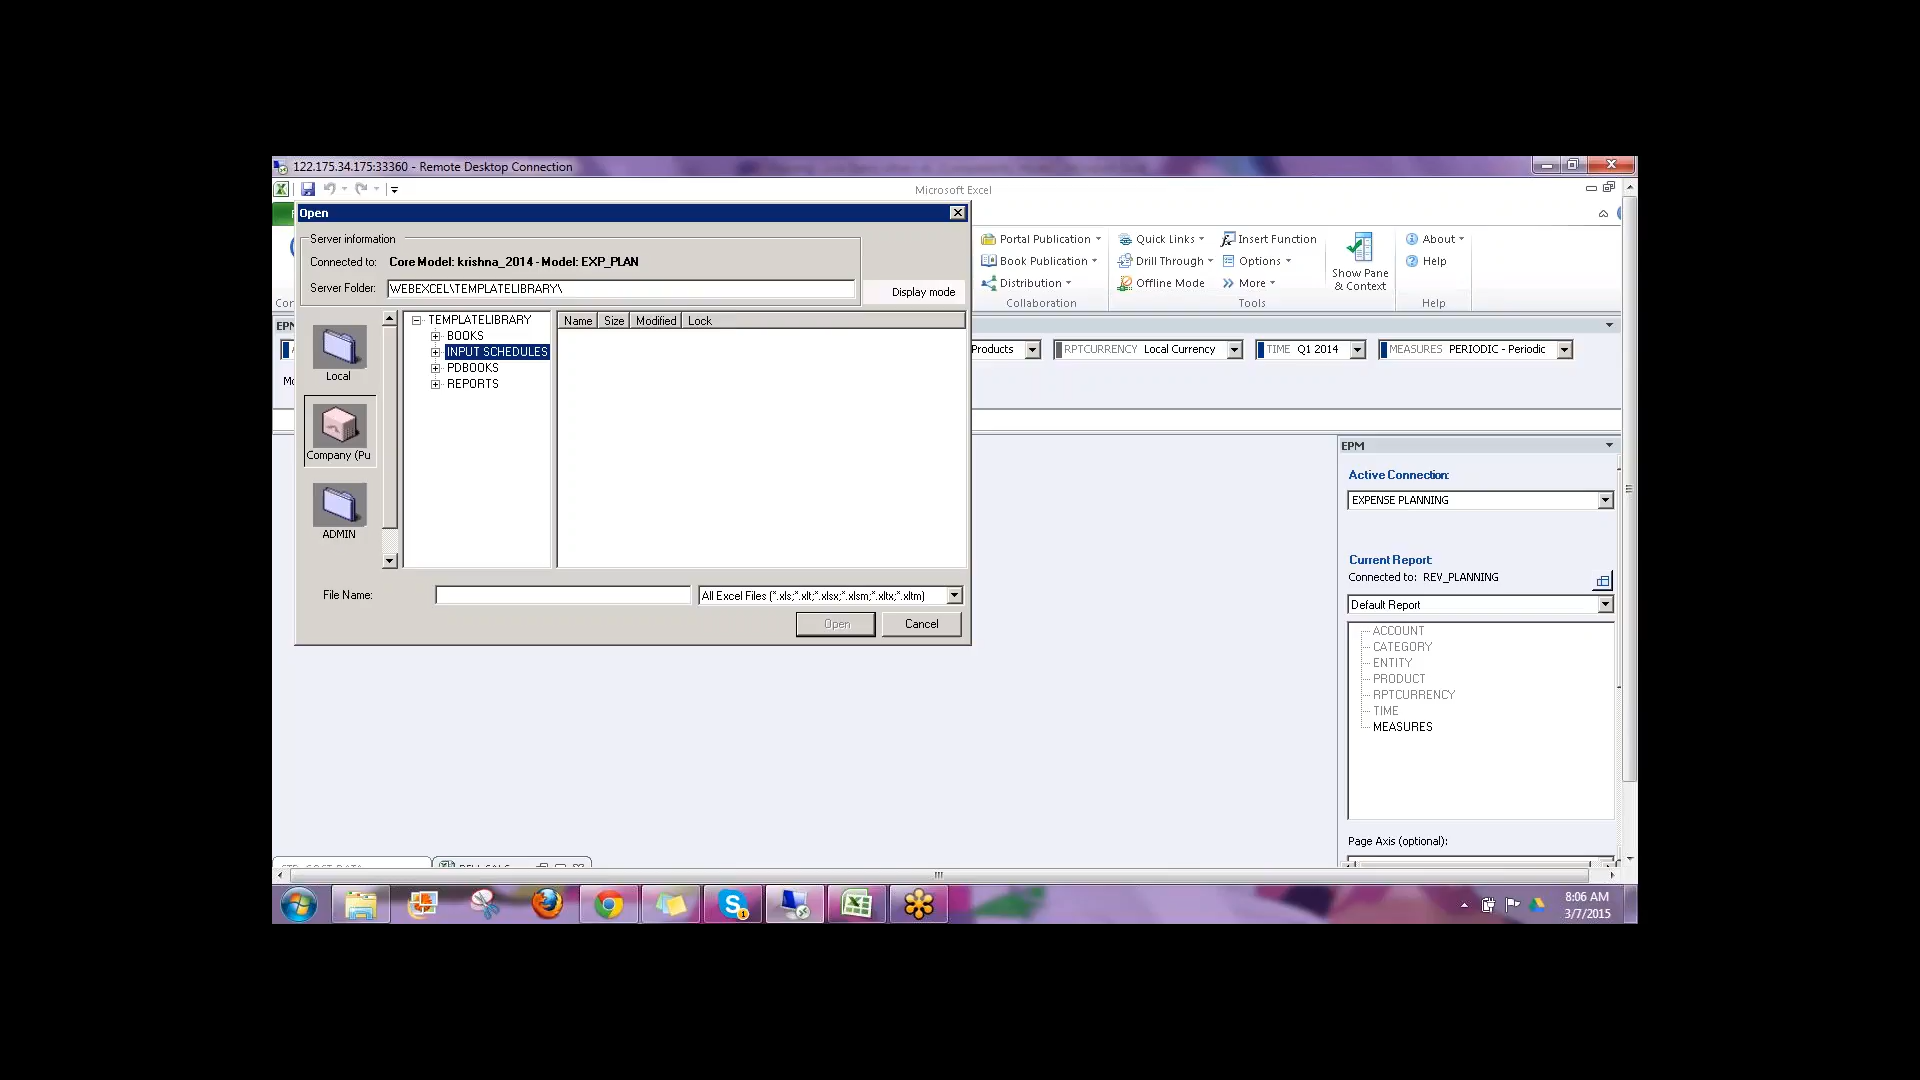 122.175.34.175:33360 - Remote Desktop Connection
Microsoft Excel
Open
Server information
Connected to: Core Model: krishna_2014 - Model: EXP_PLAN
Server Folder: WEBEXCEL\TEMPLATELIBRARY\
Display mode
Portal Publication
Book Publication
Distribution
Collaboration
Quick Links
Drill Through
Offline Mode
Insert Function
Options
More
Tools
Show Pane
& Context
About
Help
Help
Local
Company (Pu
ADMIN
TEMPLATELIBRARY
BOOKS
INPUT SCHEDULES
PDBOOKS
REPORTS
Name Size Modified Lock
Products
RPTCURRENCY Local Currency
TIME Q1 2014
MEASURES PERIODIC - Periodic
File Name:
All Excel Files (*.xls;*.xlt;*.xlsx;*.xlsm;*.xltx;*.xltm)
Open
Cancel
EPM
Active Connection:
EXPENSE PLANNING
Current Report:
Connected to: REV_PLANNING
Default Report
ACCOUNT
CATEGORY
ENTITY
PRODUCT
RPTCURRENCY
TIME
MEASURES
Page Axis (optional):
8:06 AM
3/7/2015